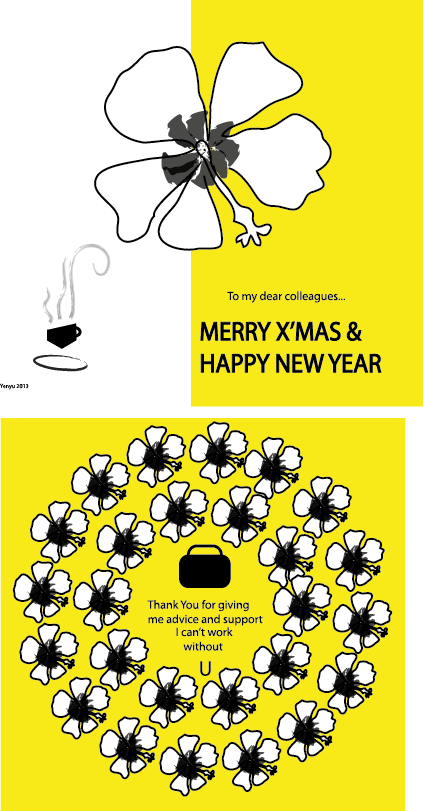 To my dear colleagues...
MERRY X'MAS &
HAPPY NEW YEAR
Yenyu 2013
Thank You for giving
me advice and support
I can't work
without
U